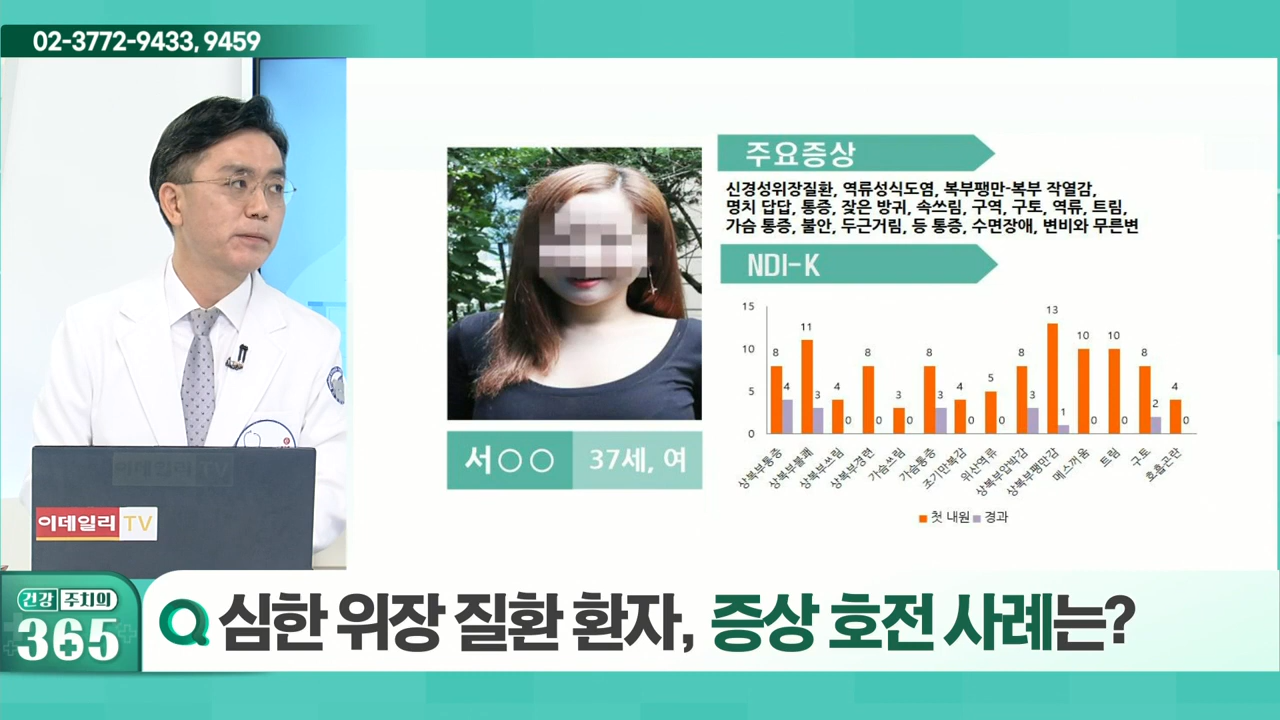 02-3772-9433, 9459
주요증상
신경성위장질환, 역류성식도염, 복부팽만-복부 작열감,
명치 답답, 통증, 잦은 방귀, 속쓰림, 구역, 구토, 역류, 트림,
가슴 통증, 불안, 두근거림, 등 통증, 수면장애, 변비와 무른변
NDI-K
15
10
5
0
8 4
11 3
4 0
8 0
3 0
8 3
4 0
5 0
8 3
13 1
10 0
10 0
8 2
4 0
상복부통증
상복부불쾌
상복부쓰림
상복부경련
가슴쓰림
가슴통증
조기만복감
위산역류
상복부압박감
상복부팽만감
메스꺼움
트림
구토
호흡곤란
첫 내원 경과
서○○ 37세, 여
이데일리 TV
이데일리 TV
건강 주치의
365
Q 심한 위장 질환 환자, 증상 호전 사례는?